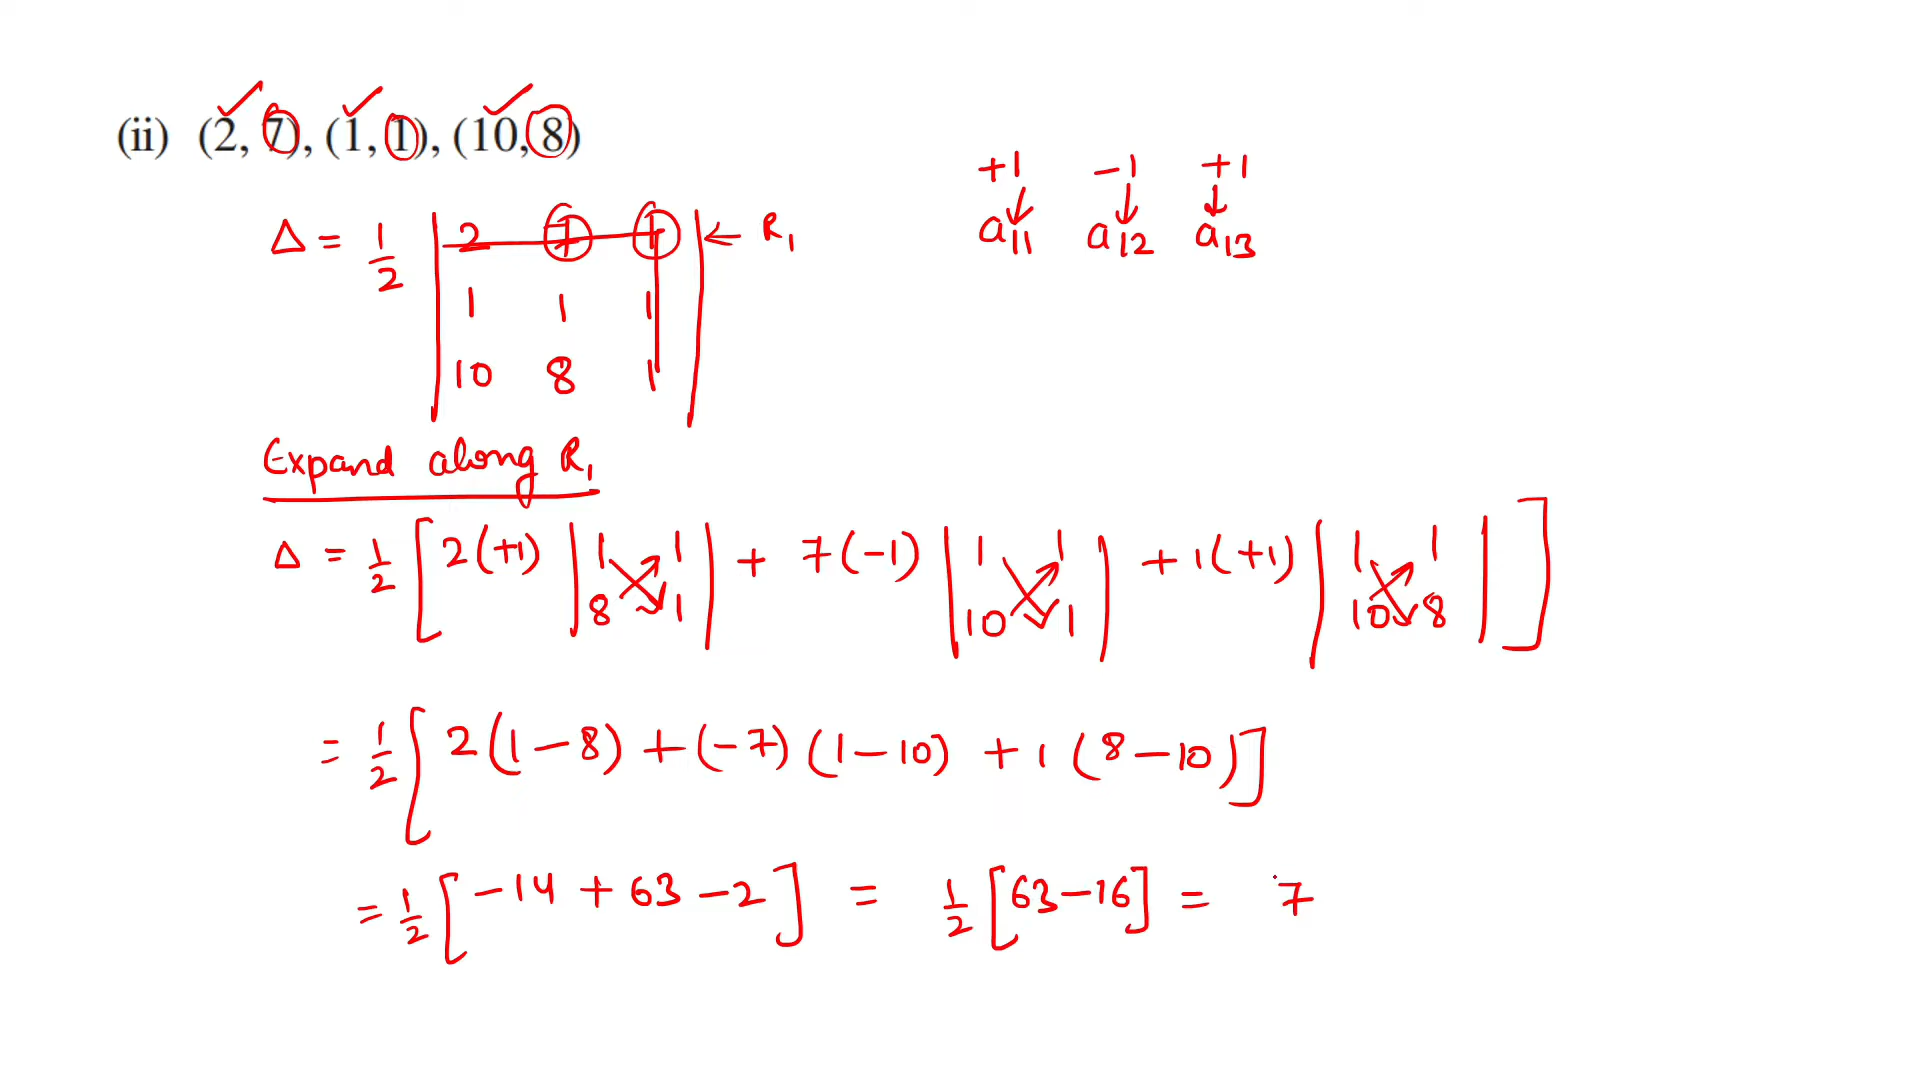 (ii) (2, 7), (1, 1), (10, 8)
+1 -1 +1
a11 a12 a13
Δ = 1/2 | 2 7 1 | ← R1
1 1 1
10 8 1
Expand along R1
Δ = 1/2 [ 2(+1) | 1 1 8 1 | + 7(-1) | 1 1 10 1 | + 1(+1) | 1 1 10 8 | ]
= 1/2 [ 2(1-8) + (-7)(1-10) + 1(8-10) ]
= 1/2 [ -14 + 63 - 2 ] = 1/2 [63-16] = 7